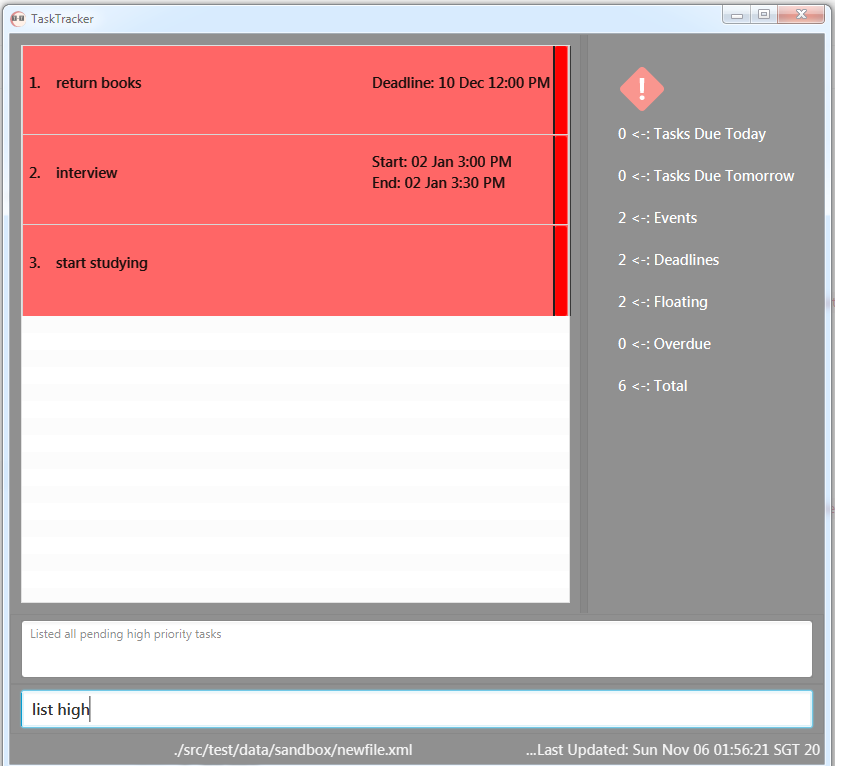 TaskTracker
1. return books Deadline: 10 Dec 12:00 PM
2. interview Start: 02 Jan 3:00 PM
End: 02 Jan 3:30 PM
3. start studying
!
0 <-: Tasks Due Today
0 <-: Tasks Due Tomorrow
2 <-: Events
2 <-: Deadlines
2 <-: Floating
0 <-: Overdue
6 <-: Total
Listed all pending high priority tasks
list high
./src/test/data/sandbox/newfile.xml ...Last Updated: Sun Nov 06 01:56:21 SGT 20